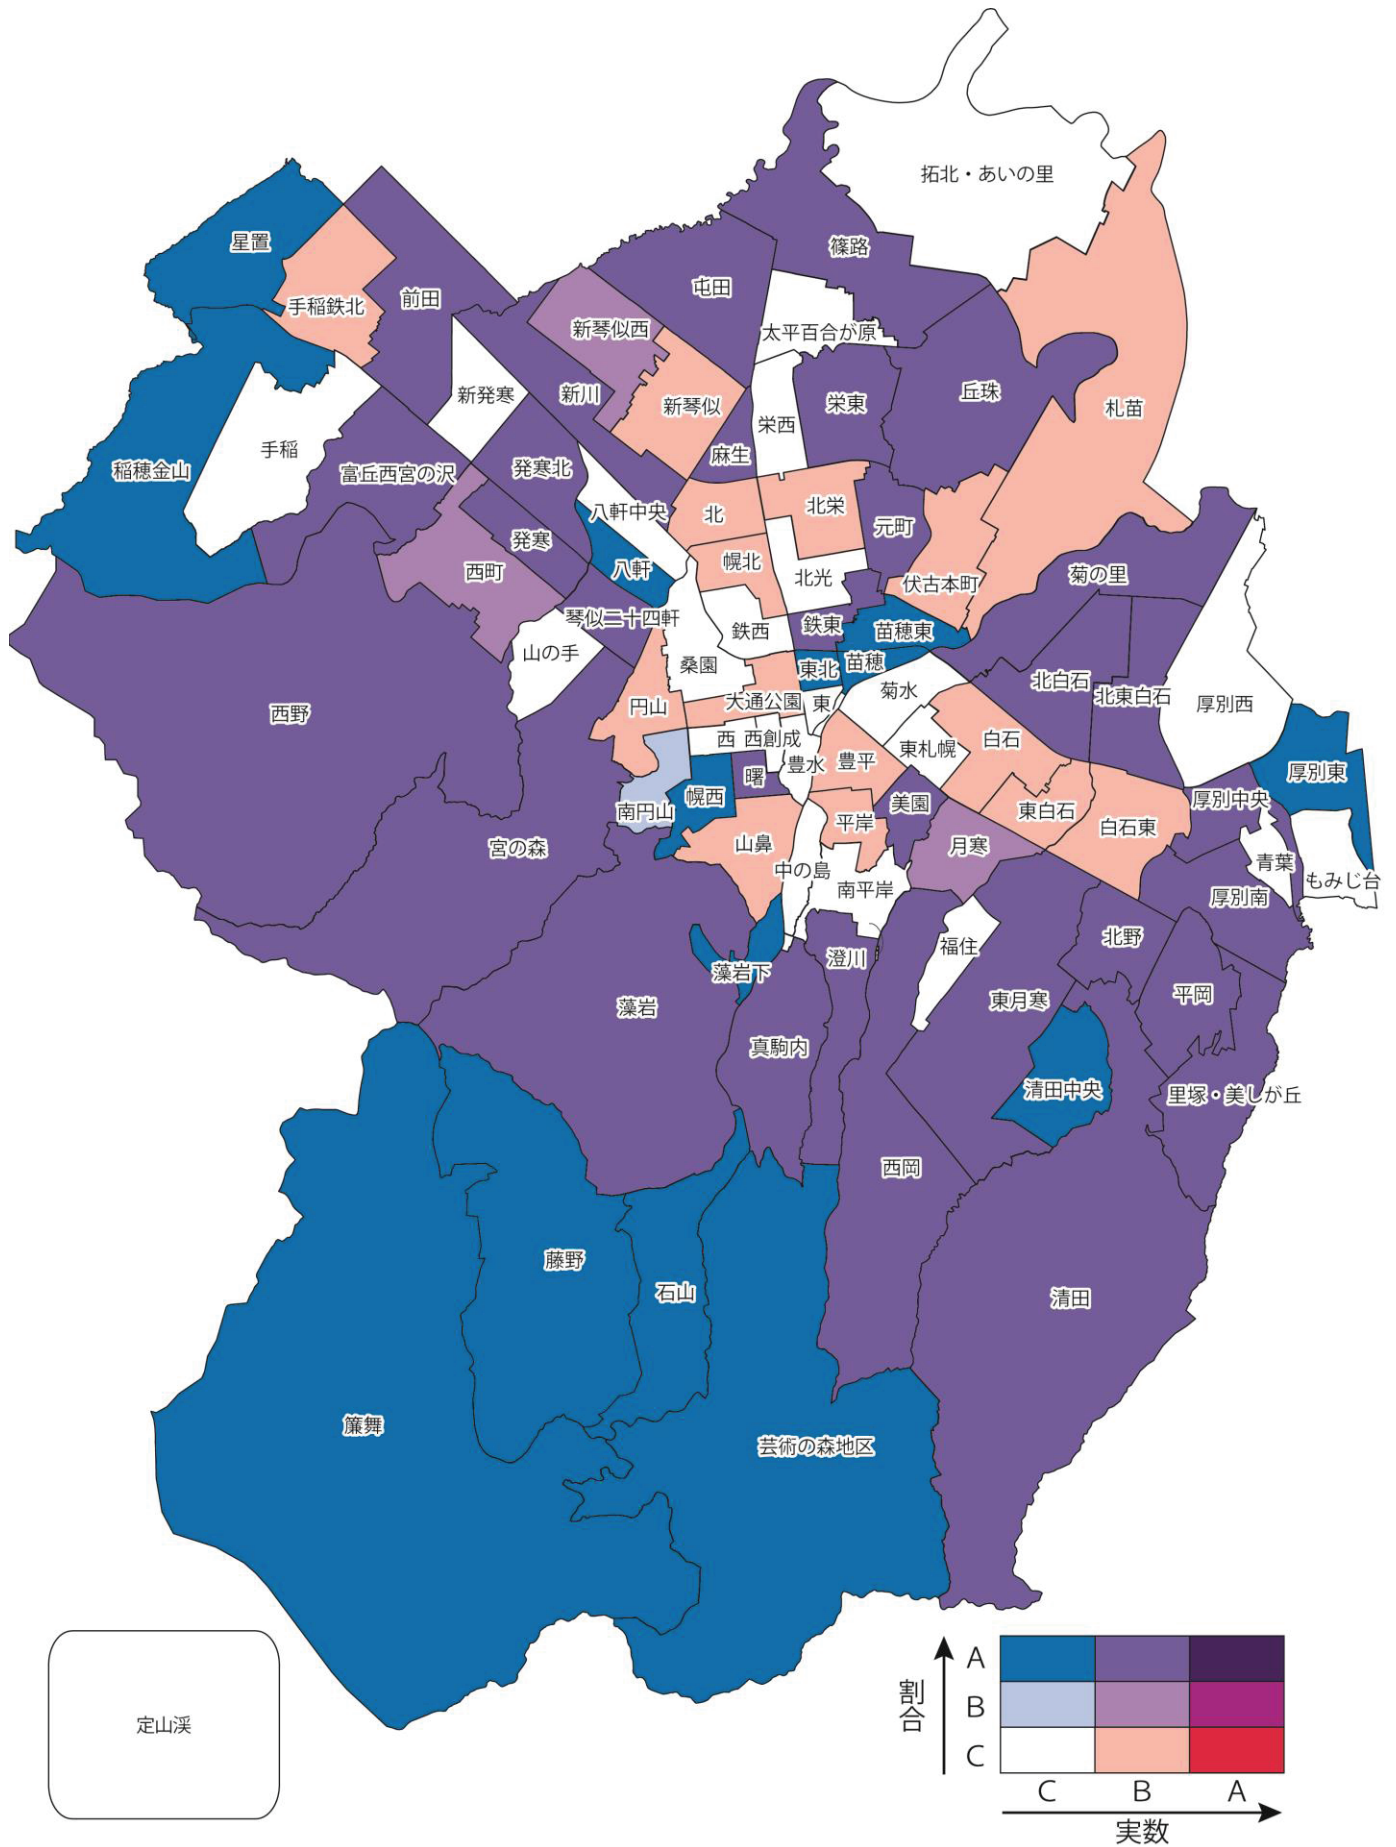 拓北・あいの里
星置
篠路
手稲鉄北
前田
屯田
新琴似西
太平百合が原
新発寒
新川
新琴似
栄東
丘珠
札苗
栄西
手稲
麻生
稲穂金山
富丘西宮の沢
発寒北
八軒中央
北
北栄
元町
発寒
西町
八軒
幌北
北光
伏古本町
菊の里
琴似二十四軒
鉄西
鉄東
苗穂東
山の手
桑園
東北
苗穂
菊水
北白石
北東白石
厚別西
西野
円山
大通公園
東
西
西創成
豊水
豊平
東札幌
白石
厚別東
曙
幌西
南円山
美園
東白石
白石東
厚別中央
宮の森
山鼻
平岸
月寒
中の島
南平岸
青葉
もみじ台
厚別南
北野
福住
澄川
藻岩下
東月寒
平岡
藻岩
真駒内
清田中央
里塚・美しが丘
西岡
藤野
石山
清田
簾舞
芸術の森地区
定山渓
割合
A
B
C
C B A
実数